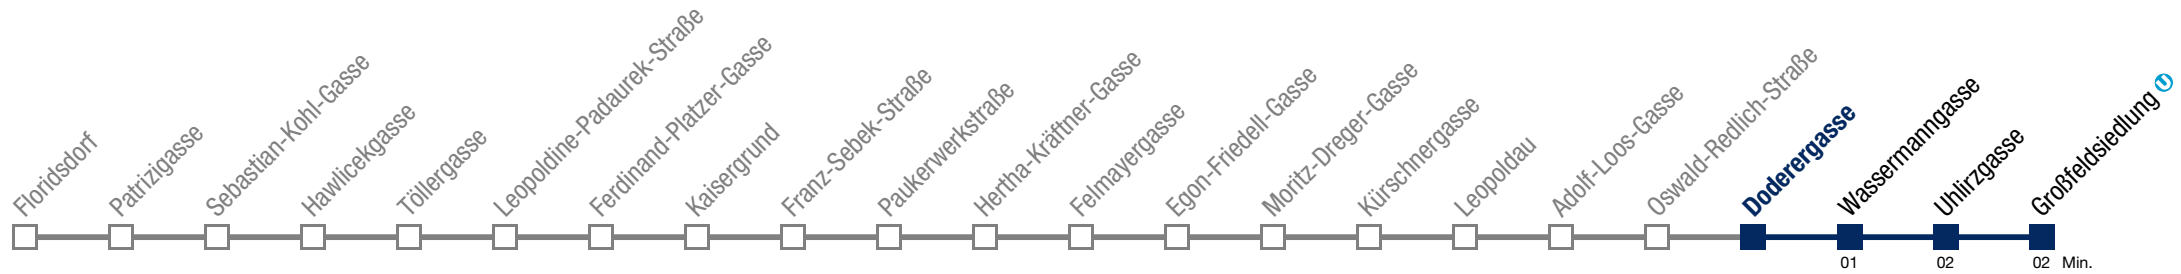 Floridsdorf
Patrizigasse
Sebastian-Kohl-Gasse
Hawlicekgasse
Töllergasse
Leopoldine-Padaurek-Straße
Ferdinand-Platzer-Gasse
Kaisergrund
Franz-Sebek-Straße
Paukerwerkstraße
Hertha-Kräftner-Gasse
Felmayergasse
Egon-Friedell-Gasse
Moritz-Dreger-Gasse
Kürschnergasse
Leopoldau
Adolf-Loos-Gasse
Oswald-Redlich-Straße
Doderergasse
Wassermanngasse
Uhlirzgasse
Großfeldsiedlung U
01 02 02 Min.